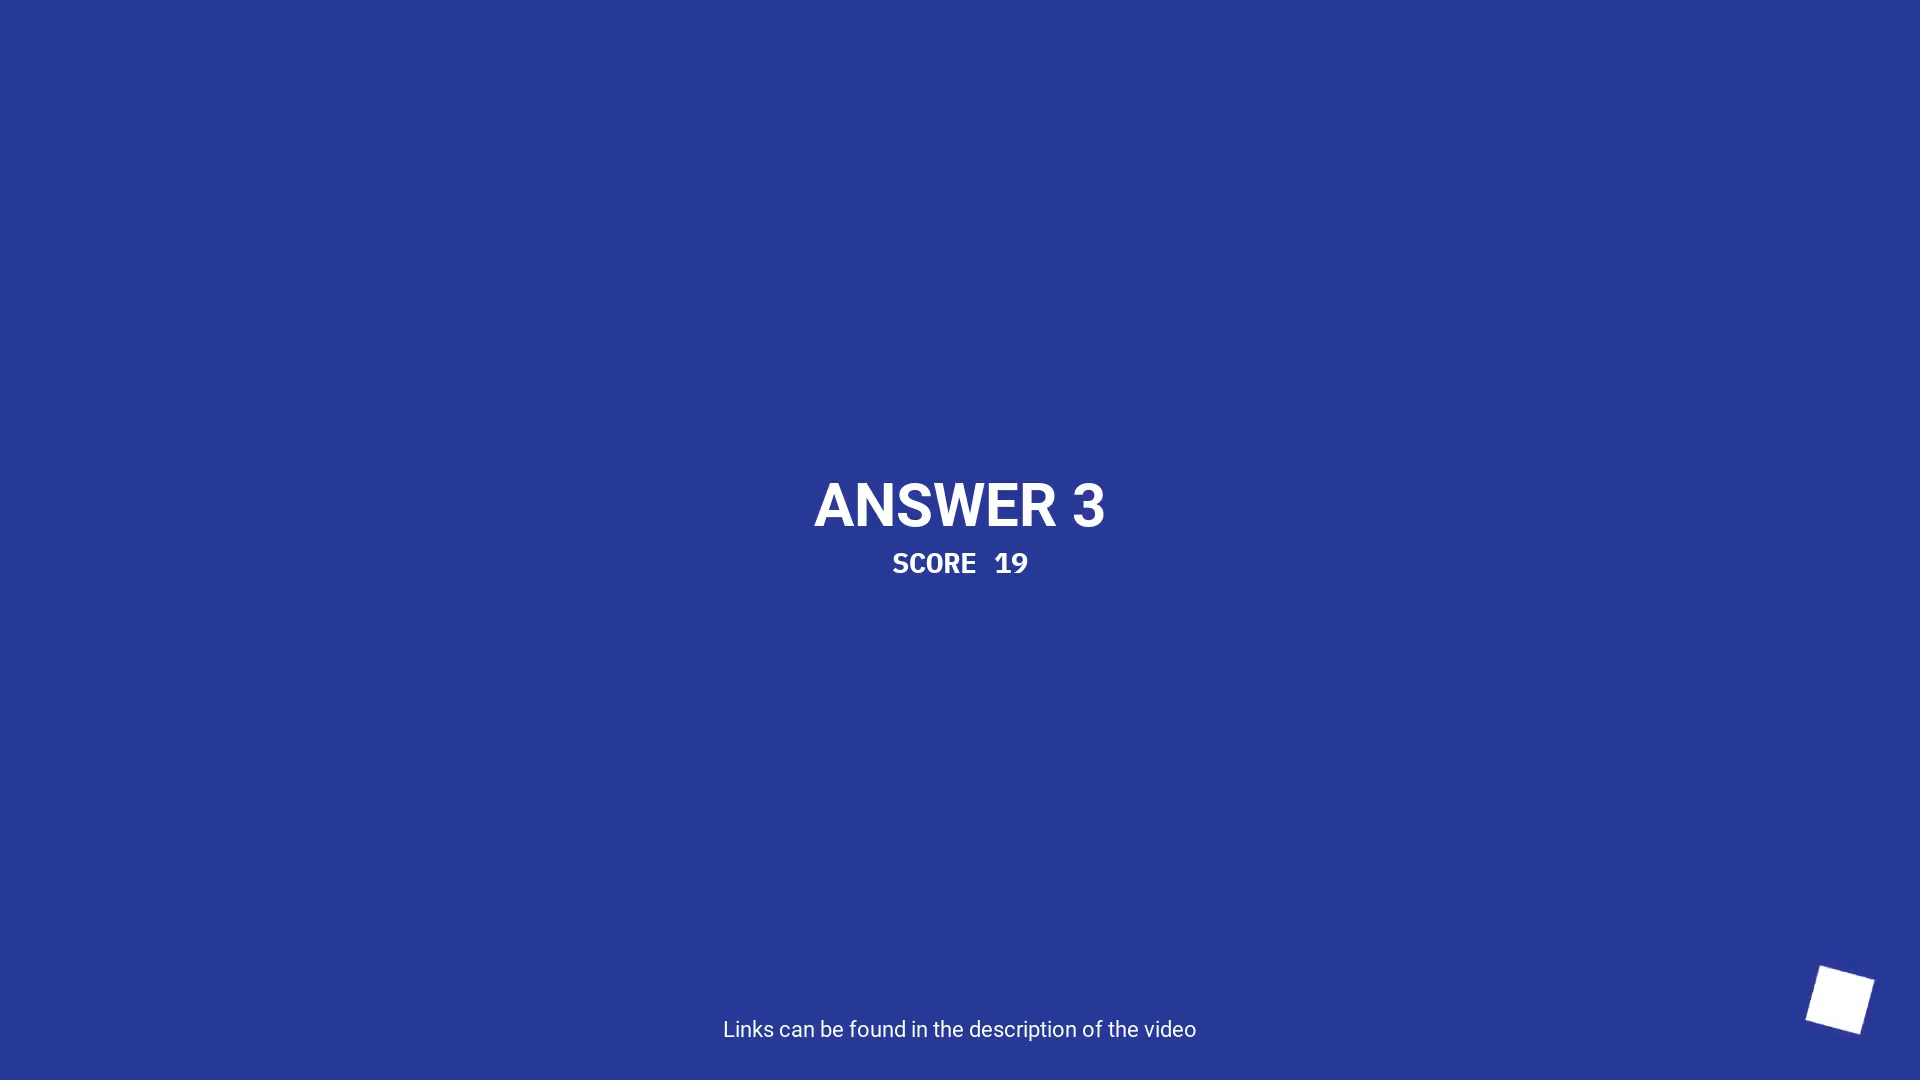 ANSWER 3
SCORE 19
Links can be found in the description of the video